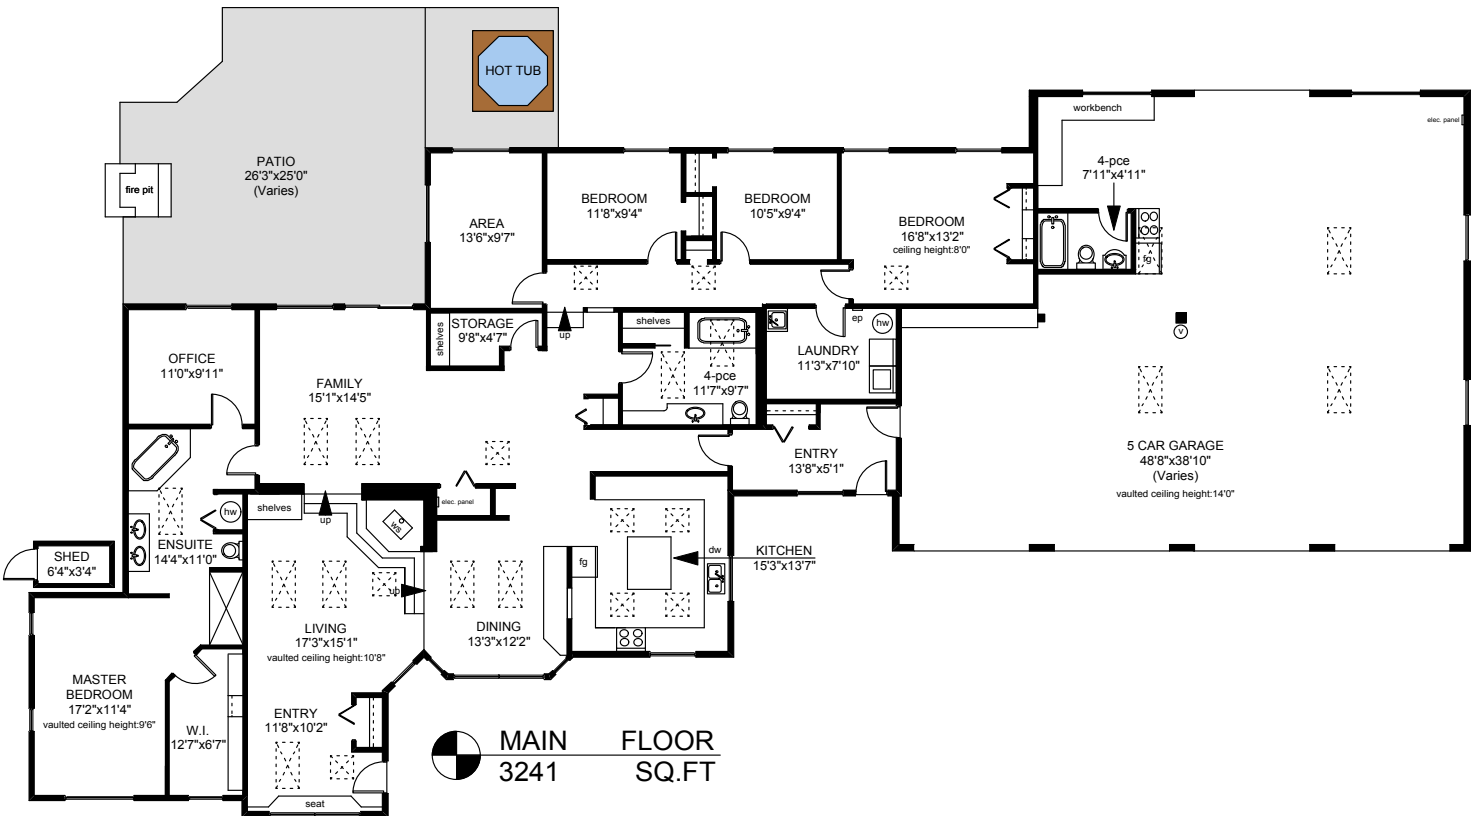 HOT TUB
PATIO
26'3"x25'0"
(Varies)
fire pit
workbench
elec. panel
4-pce
7'11"x4'11"
fg
AREA
13'6"x9'7"
BEDROOM
11'8"x9'4"
BEDROOM
10'5"x9'4"
BEDROOM
16'8"x13'2"
ceiling height:8'0"
shelves
STORAGE
9'8"x4'7"
up
shelves
4-pce
11'7"x9'7"
ep
hw
LAUNDRY
11'3"x7'10"
v
OFFICE
11'0"x9'11"
FAMILY
15'1"x14'5"
ENTRY
13'8"x5'1"
5 CAR GARAGE
48'8"x38'10"
(Varies)
vaulted ceiling height:14'0"
hw
shelves
up
ws
elec. panel
ENSUITE
14'4"x11'0"
SHED
6'4"x3'4"
up
fg
dw
KITCHEN
15'3"x13'7"
LIVING
17'3"x15'1"
vaulted ceiling height:10'8"
DINING
13'3"x12'2"
MASTER
BEDROOM
17'2"x11'4"
vaulted ceiling height:9'6"
W.I.
12'7"x6'7"
ENTRY
11'8"x10'2"
seat
MAIN FLOOR
3241 SQ.FT